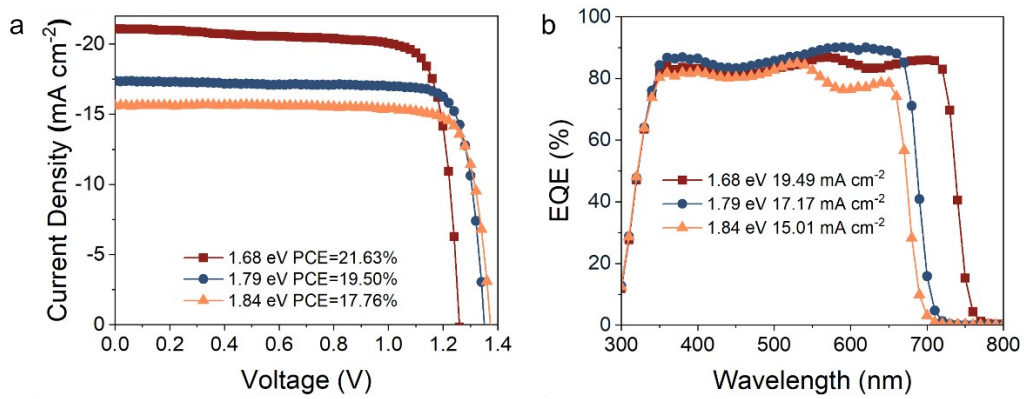 a
Current Density (mA cm⁻²)
-20
-15
-10
-5
0
1.68 eV PCE=21.63%
1.79 eV PCE=19.50%
1.84 eV PCE=17.76%
0.0 0.2 0.4 0.6 0.8 1.0 1.2 1.4
Voltage (V)
b
EQE (%)
100
80
60
40
20
0
1.68 eV 19.49 mA cm⁻²
1.79 eV 17.17 mA cm⁻²
1.84 eV 15.01 mA cm⁻²
300 400 500 600 700 800
Wavelength (nm)